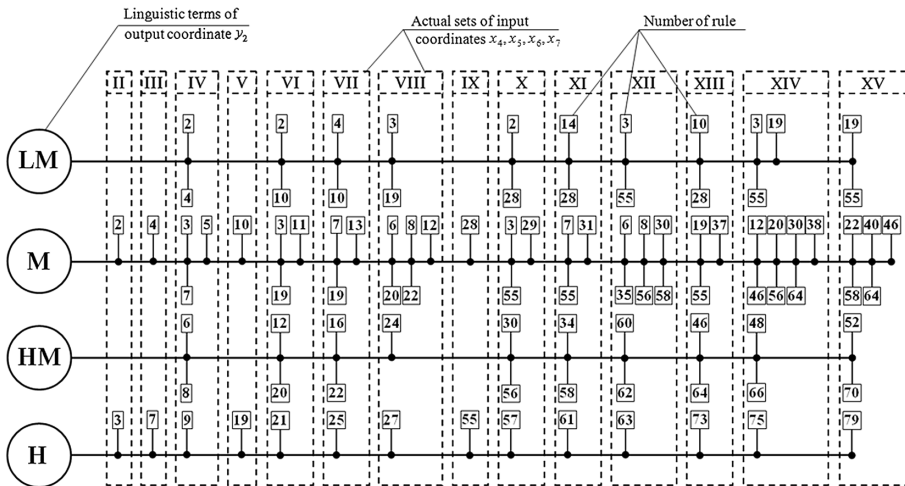 Linguistic terms of
output coordinate y₂
Actual sets of input
coordinates x₄, x₅, x₆, x₇
Number of rule
II III IV V VI VII VIII IX X XI XII XIII XIV XV
2 2 4 3 2 14 3 10 3 19 19
LM
4 10 10 19 28 28 55 28 55 55
2 4 3 5 10 3 11 7 13 6 8 12 28 3 29 7 31 6 8 30 19 37 12 20 30 38 22 40 46
M
7 19 19 20 22 55 55 35 56 58 55 46 56 64 58 64
6 12 16 24 30 34 60 46 48 52
HM
8 20 22 56 58 62 64 66 70
3 7 9 19 21 25 27 55 57 61 63 73 75 79
H